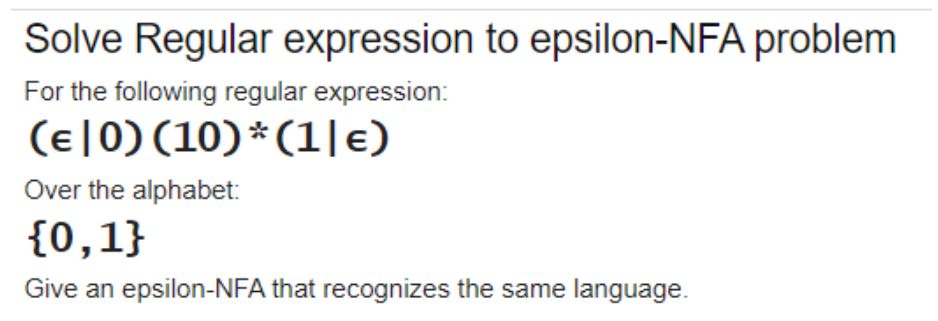 Solve Regular expression to epsilon-NFA problem
For the following regular expression:
(ϵ|0)(10)*(1|ϵ)
Over the alphabet:
{0,1}
Give an epsilon-NFA that recognizes the same language.